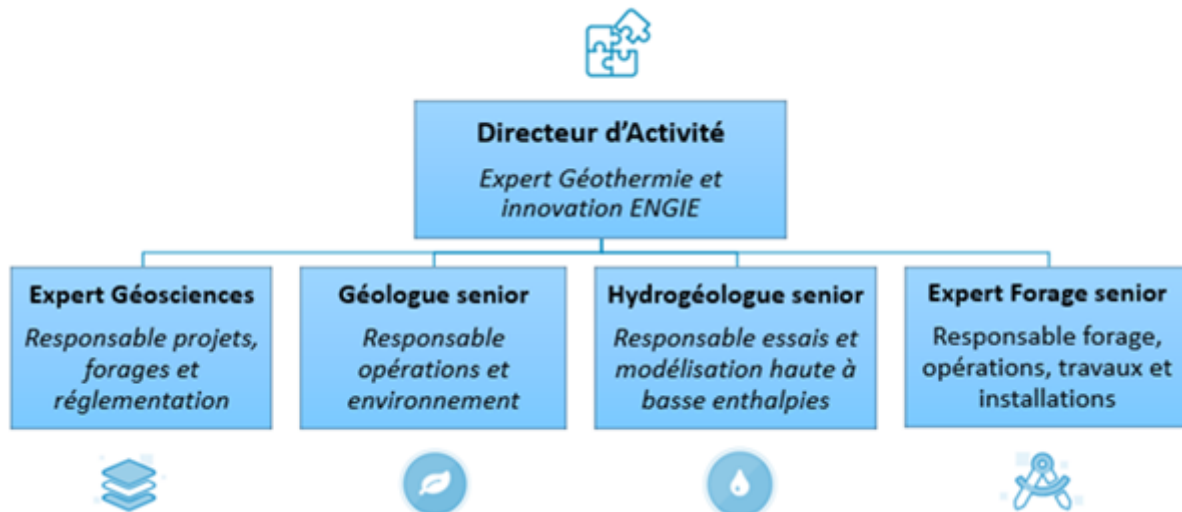 Directeur d’Activité
Expert Géothermie et
innovation ENGIE
Expert Géosciences
Responsable projets,
forages et
réglementation
Géologue senior
Responsable
opérations et
environnement
Hydrogéologue senior
Responsable essais et
modélisation haute à
basse enthalpies
Expert Forage senior
Responsable forage,
opérations, travaux et
installations